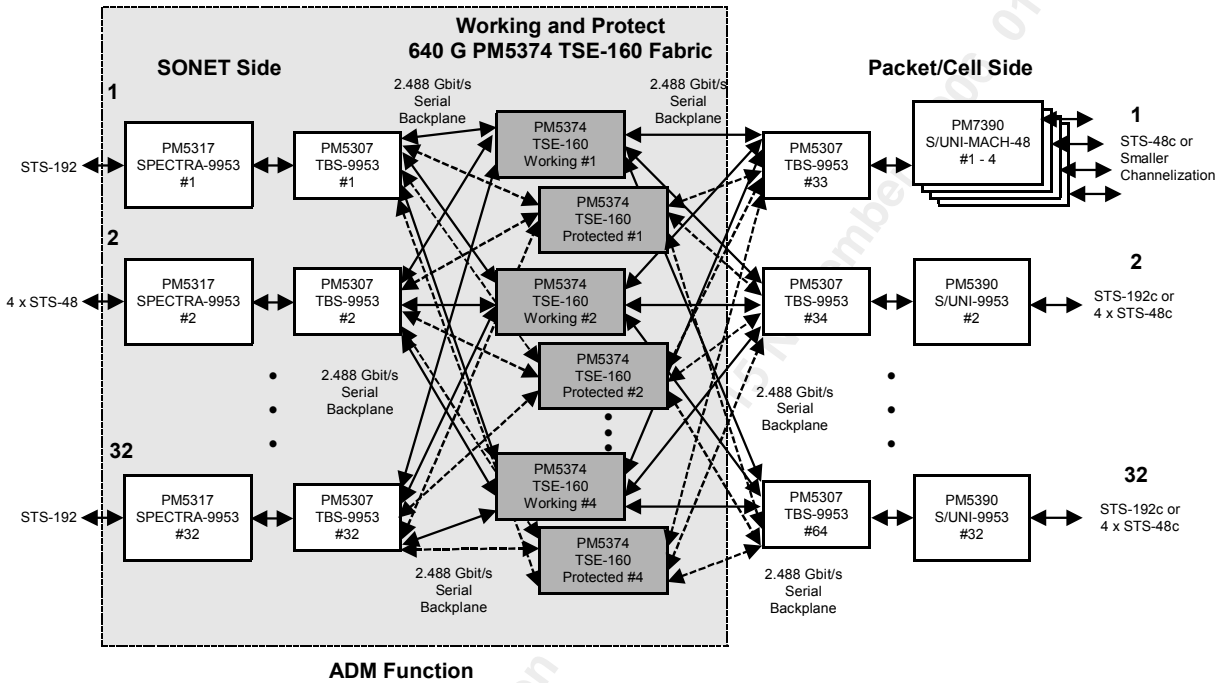 Working and Protect
640 G PM5374 TSE-160 Fabric
SONET Side
Packet/Cell Side
2.488 Gbit/s
Serial
Backplane
2.488 Gbit/s
Serial
Backplane
1
STS-192
PM5317
SPECTRA-9953
#1
PM5307
TBS-9953
#1
PM5374
TSE-160
Working #1
PM5374
TSE-160
Protected #1
PM5307
TBS-9953
#33
PM7390
S/UNI-MACH-48
#1 - 4
1
STS-48c or
Smaller
Channelization
2
4 x STS-48
PM5317
SPECTRA-9953
#2
PM5307
TBS-9953
#2
PM5374
TSE-160
Working #2
PM5374
TSE-160
Protected #2
PM5307
TBS-9953
#34
PM5390
S/UNI-9953
#2
2
STS-192c or
4 x STS-48c
2.488 Gbit/s
Serial
Backplane
2.488 Gbit/s
Serial
Backplane
32
STS-192
PM5317
SPECTRA-9953
#32
PM5307
TBS-9953
#32
PM5374
TSE-160
Working #4
PM5374
TSE-160
Protected #4
PM5307
TBS-9953
#64
PM5390
S/UNI-9953
#32
32
STS-192c or
4 x STS-48c
2.488 Gbit/s
Serial
Backplane
2.488 Gbit/s
Serial
Backplane
ADM Function